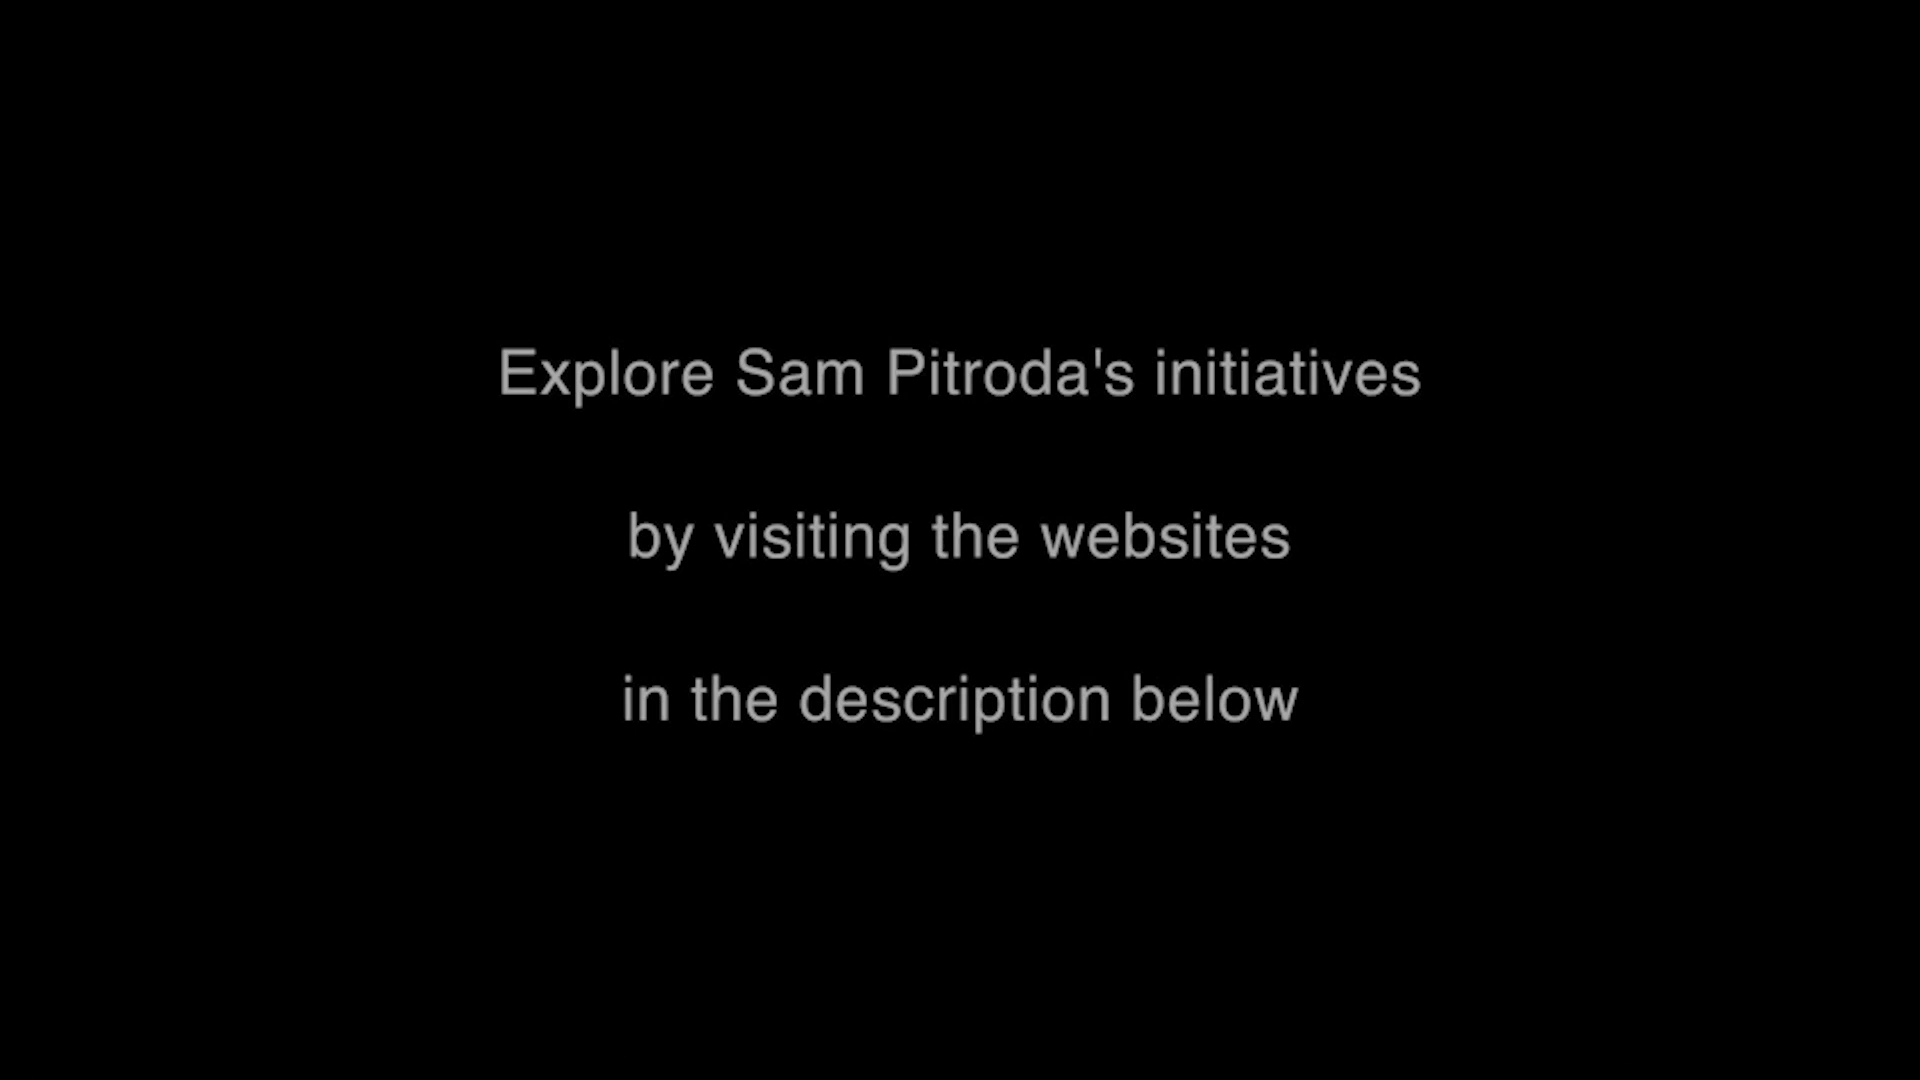 Explore Sam Pitroda's initiatives
by visiting the websites
in the description below